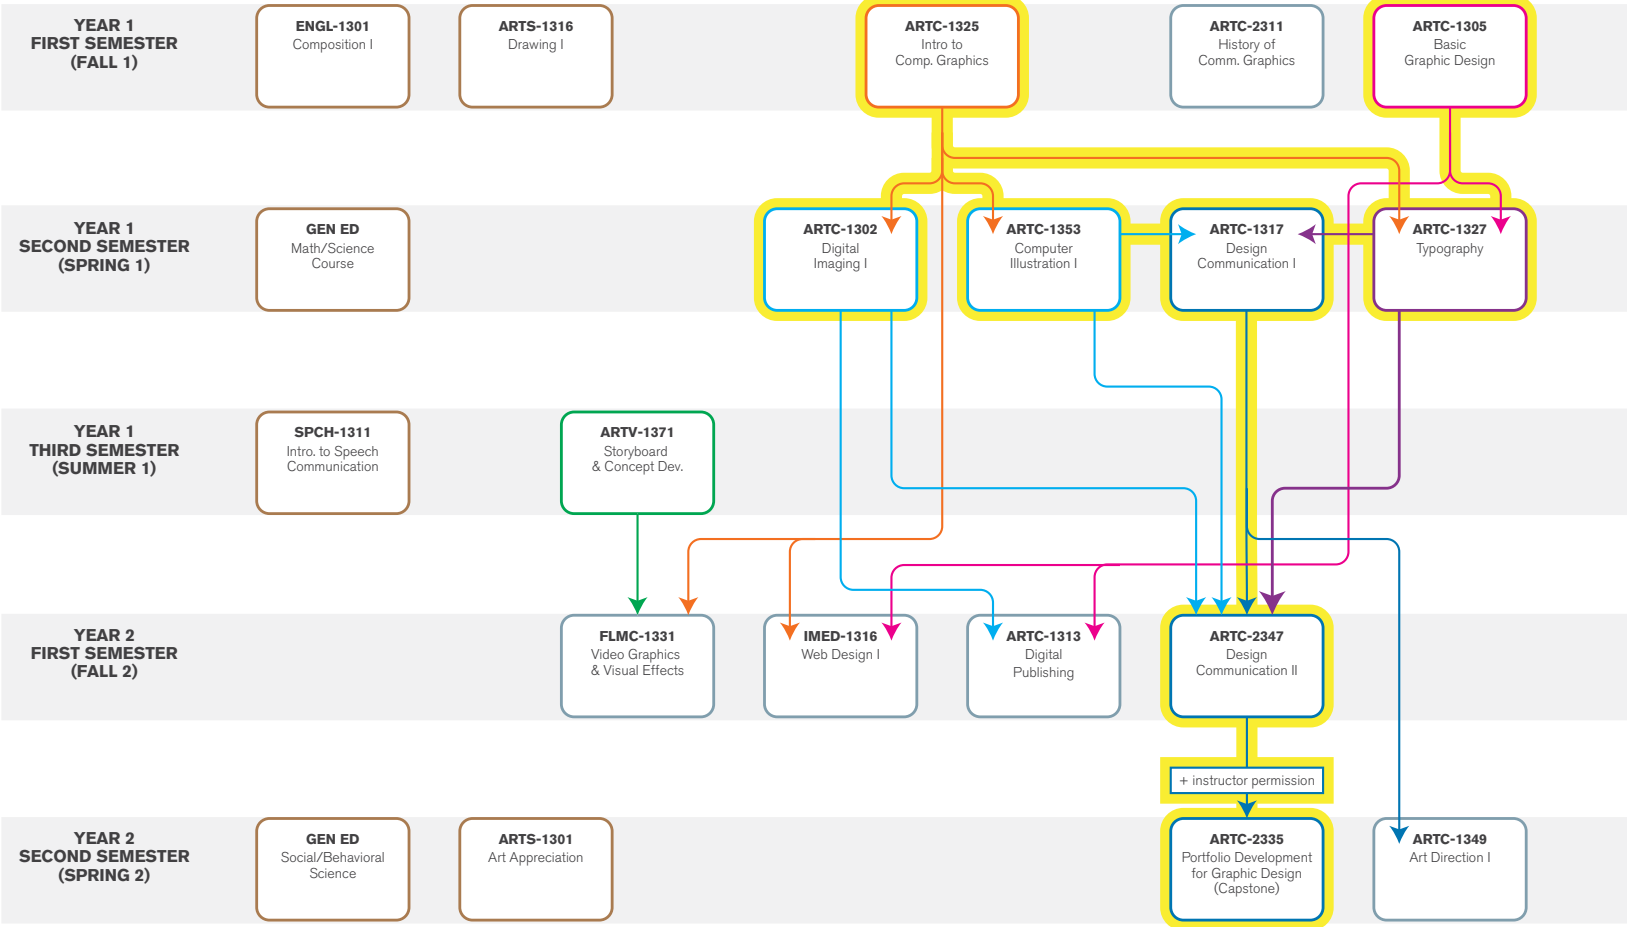 YEAR 1
FIRST SEMESTER
(FALL 1)
ENGL-1301
Composition I
ARTS-1316
Drawing I
ARTC-1325
Intro to
Comp. Graphics
ARTC-2311
History of
Comm. Graphics
ARTC-1305
Basic
Graphic Design
YEAR 1
SECOND SEMESTER
(SPRING 1)
GEN ED
Math/Science
Course
ARTC-1302
Digital
Imaging I
ARTC-1353
Computer
Illustration I
ARTC-1317
Design
Communication I
ARTC-1327
Typography
YEAR 1
THIRD SEMESTER
(SUMMER 1)
SPCH-1311
Intro. to Speech
Communication
ARTV-1371
Storyboard
& Concept Dev.
YEAR 2
FIRST SEMESTER
(FALL 2)
FLMC-1331
Video Graphics
& Visual Effects
IMED-1316
Web Design I
ARTC-1313
Digital
Publishing
ARTC-2347
Design
Communication II
+ instructor permission
YEAR 2
SECOND SEMESTER
(SPRING 2)
GEN ED
Social/Behavioral
Science
ARTS-1301
Art Appreciation
ARTC-2335
Portfolio Development
for Graphic Design
(Capstone)
ARTC-1349
Art Direction I